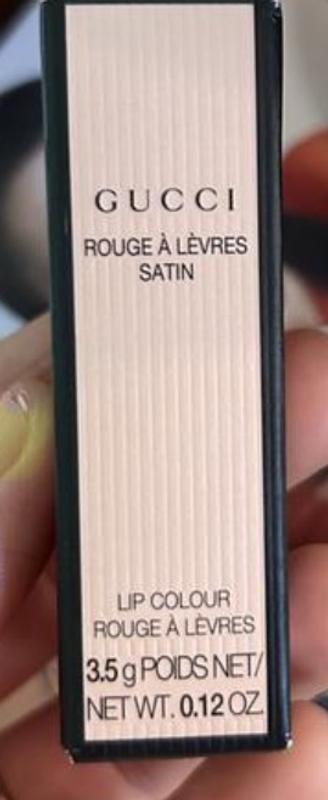 GUCCI
ROUGE À LÈVRES
SATIN
LIP COLOUR
ROUGE À LÈVRES
3.5 g POIDS NET/
NET WT. 0.12 OZ.